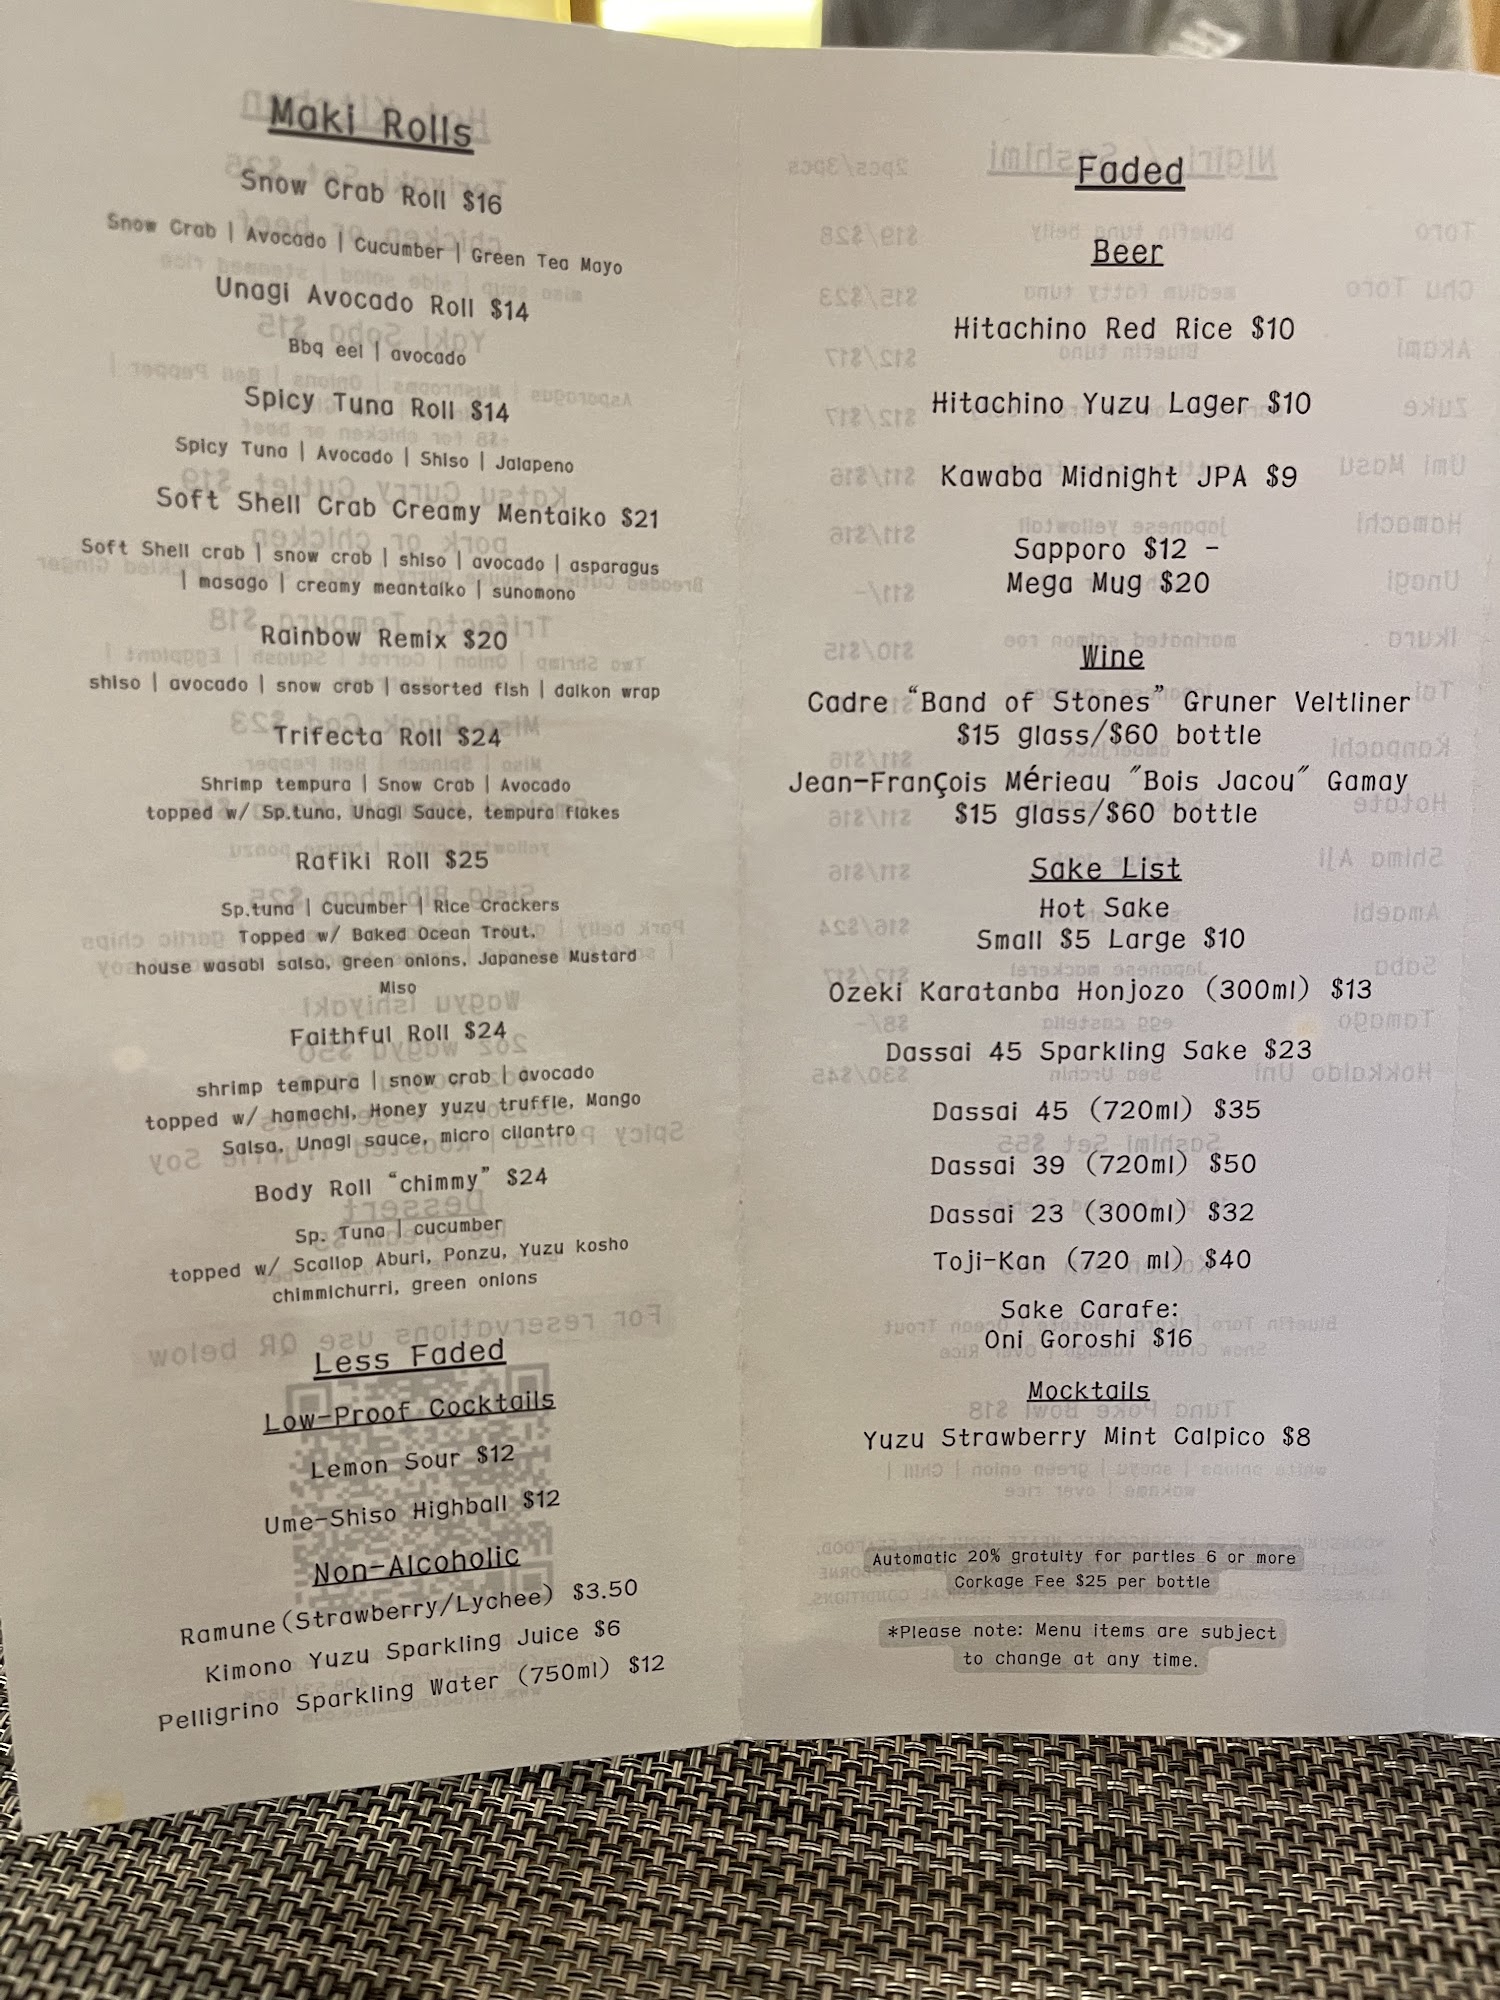 Maki Rolls
Snow Crab Roll $16
Snow Crab | Avocado | Cucumber | Green Tea Mayo
Unagi Avocado Roll $14
Bbq eel | avocado
Spicy Tuna Roll $14
Spicy Tuna | Avocado | Shiso | Jalapeno
Soft Shell Crab Creamy Mentaiko $21
Soft Shell crab | snow crab | shiso | avocado | asparagus
| masago | creamy meantaiko | sunomono
Rainbow Remix $20
shiso | avocado | snow crab | assorted fish | daikon wrap
Trifecta Roll $24
Shrimp tempura | Snow Crab | Avocado
topped w/ Sp.tuna, Unagi Sauce, tempura flakes
Rafiki Roll $25
Sp.tuna | Cucumber | Rice Crackers
Topped w/ Baked Ocean Trout,
house wasabi salsa, green onions, Japanese Mustard
Miso
Faithful Roll $24
shrimp tempura | snow crab | avocado
topped w/ hamachi, Honey yuzu truffle, Mango
Salsa, Unagi sauce, micro cilantro
Body Roll “chimmy” $24
Sp. Tuna | cucumber
topped w/ Scallop Aburi, Ponzu, Yuzu kosho
chimmichurri, green onions
Less Faded
Low-Proof Cocktails
Lemon Sour $12
Ume-Shiso Highball $12
Non-Alcoholic
Ramune(Strawberry/Lychee) $3.50
Kimono Yuzu Sparkling Juice $6
Pelligrino Sparkling Water (750ml) $12
Faded
Beer
Hitachino Red Rice $10
Hitachino Yuzu Lager $10
Kawaba Midnight JPA $9
Sapporo $12 -
Mega Mug $20
Wine
Cadre “Band of Stones” Gruner Veltliner
$15 glass/$60 bottle
Jean-François Mérieau "Bois Jacou" Gamay
$15 glass/$60 bottle
Sake List
Hot Sake
Small $5 Large $10
Ozeki Karatanba Honjozo (300ml) $13
Dassai 45 Sparkling Sake $23
Dassai 45 (720ml) $35
Dassai 39 (720ml) $50
Dassai 23 (300ml) $32
Toji-Kan (720 ml) $40
Sake Carafe:
Oni Goroshi $16
Mocktails
Yuzu Strawberry Mint Calpico $8
Automatic 20% gratuity for parties 6 or more
Corkage Fee $25 per bottle
*Please note: Menu items are subject
to change at any time.